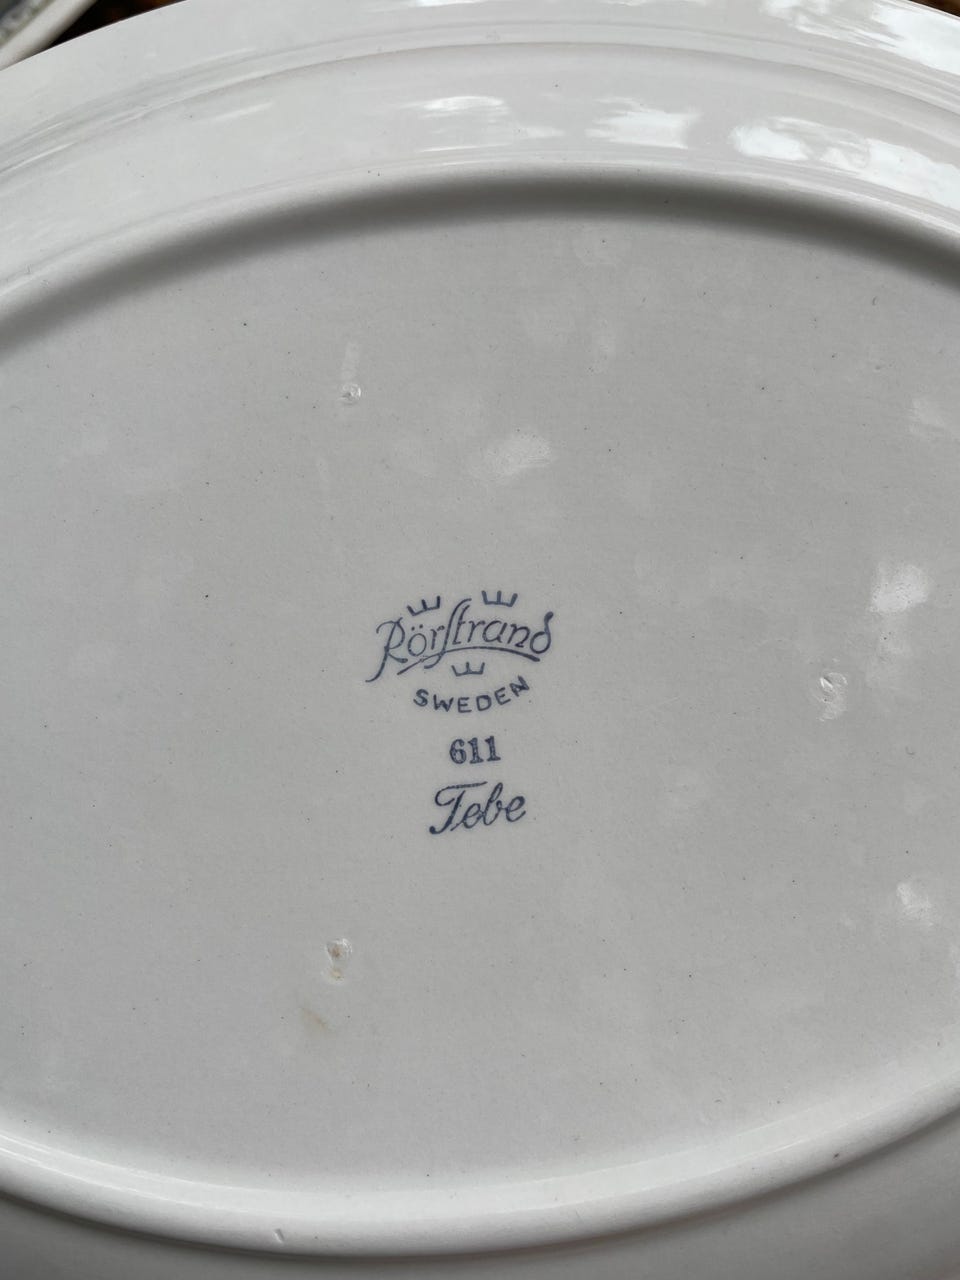 Rörstrand
SWEDEN
611
Tebe